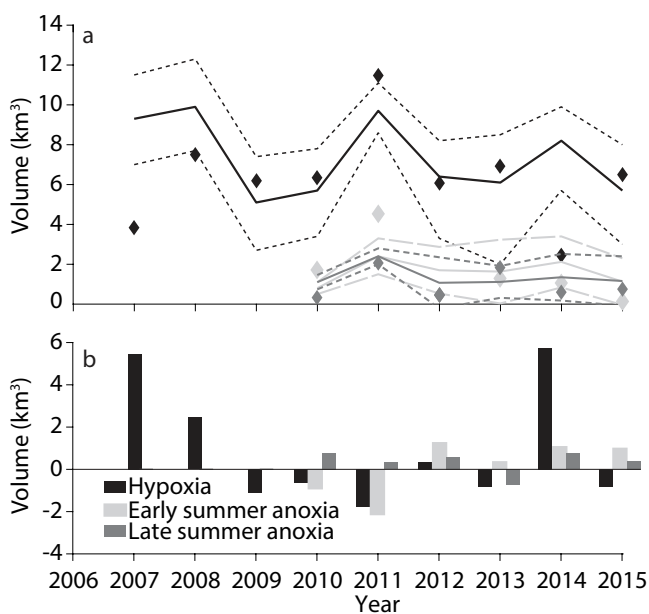 14
a
12
10
8
6
4
2
0
Volume (km³)
6
b
4
2
0
-2
-4
Volume (km³)
Hypoxia
Early summer anoxia
Late summer anoxia
2006 2007 2008 2009 2010 2011 2012 2013 2014 2015
Year